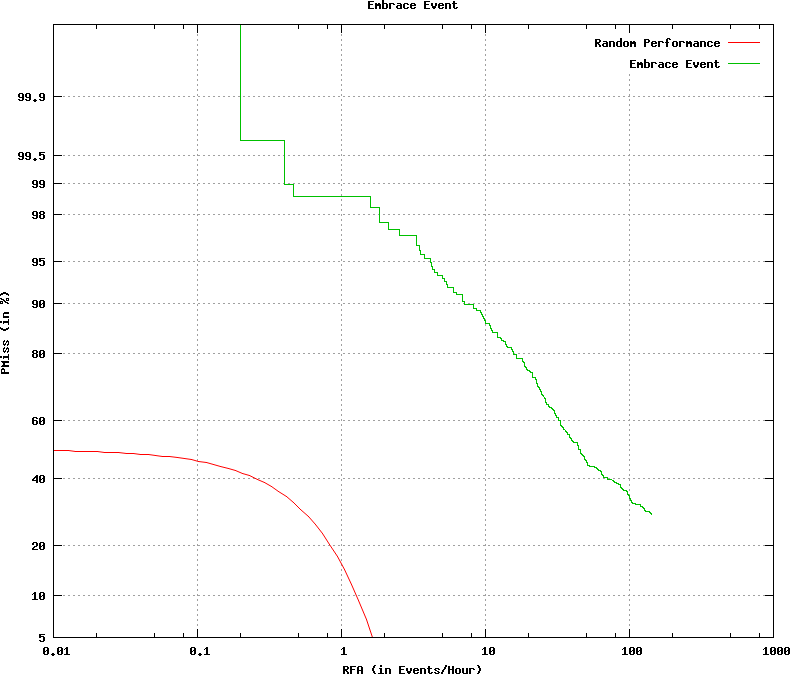 Embrace Event
Random Performance
Embrace Event
99.9
99.5
99
98
95
90
80
60
40
20
10
5
PMiss (in %)
0.01 0.1 1 10 100 1000
RFA (in Events/Hour)